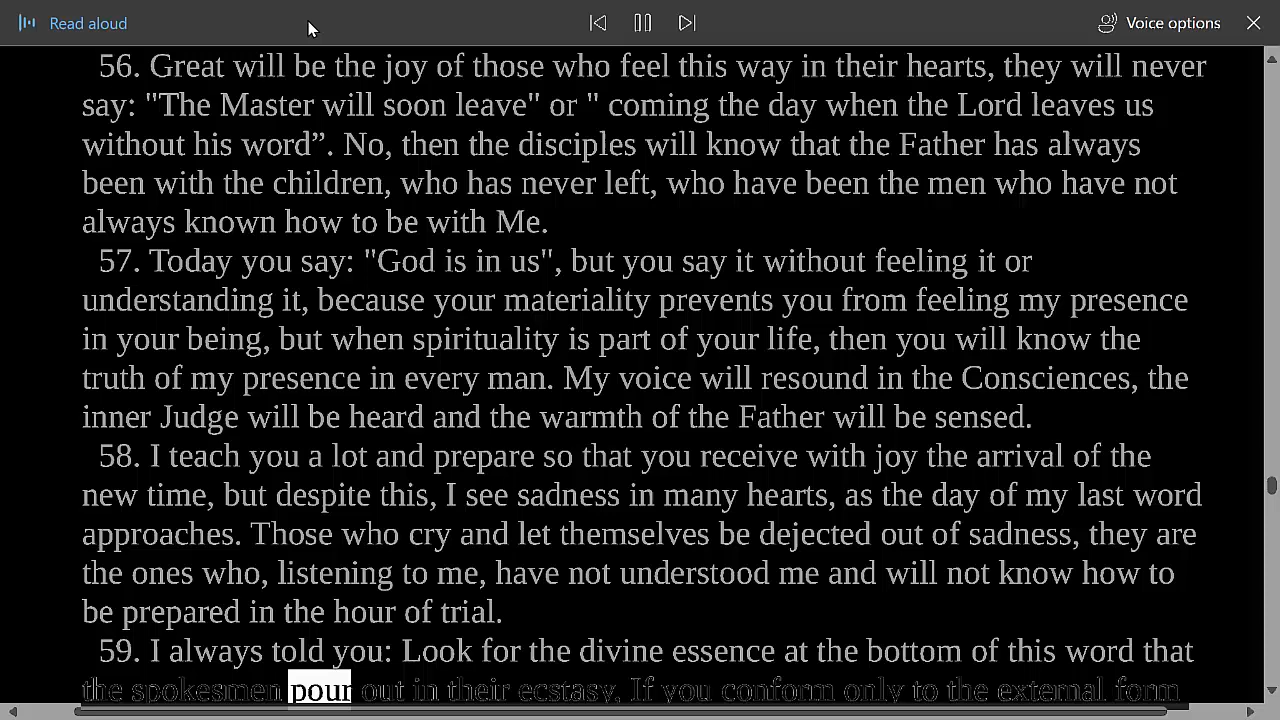 Read aloud
Voice options
56. Great will be the joy of those who feel this way in their hearts, they will never
say: "The Master will soon leave" or " coming the day when the Lord leaves us
without his word”. No, then the disciples will know that the Father has always
been with the children, who has never left, who have been the men who have not
always known how to be with Me.
57. Today you say: "God is in us", but you say it without feeling it or
understanding it, because your materiality prevents you from feeling my presence
in your being, but when spirituality is part of your life, then you will know the
truth of my presence in every man. My voice will resound in the Consciences, the
inner Judge will be heard and the warmth of the Father will be sensed.
58. I teach you a lot and prepare so that you receive with joy the arrival of the
new time, but despite this, I see sadness in many hearts, as the day of my last word
approaches. Those who cry and let themselves be dejected out of sadness, they are
the ones who, listening to me, have not understood me and will not know how to
be prepared in the hour of trial.
59. I always told you: Look for the divine essence at the bottom of this word that
the spokesmen pour out in their ecstasy, If you conform only to the external form